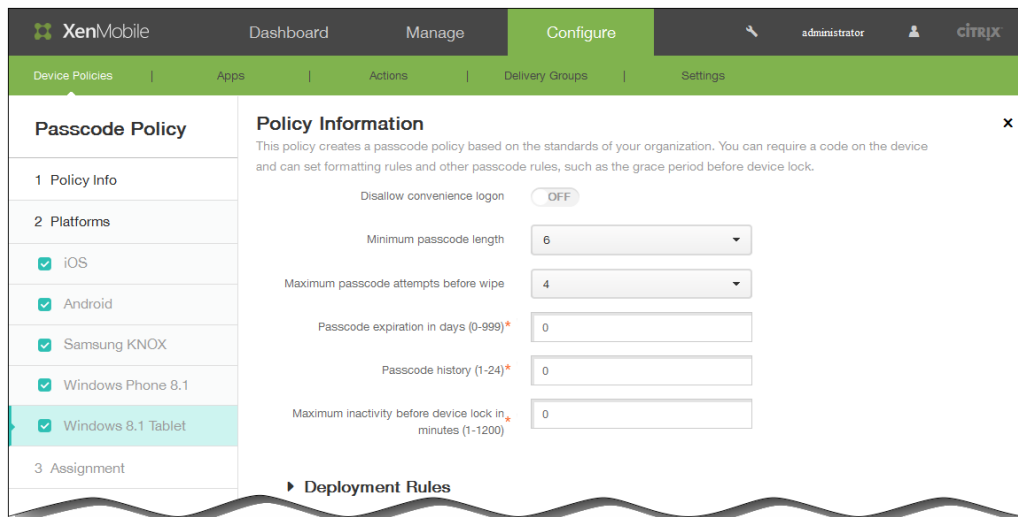 XenMobile Dashboard Manage Configure administrator CİTRIX
Device Policies | Apps | Actions | Delivery Groups | Settings
Passcode Policy
1 Policy Info
2 Platforms
iOS
Android
Samsung KNOX
Windows Phone 8.1
Windows 8.1 Tablet
3 Assignment
Policy Information x
This policy creates a passcode policy based on the standards of your organization. You can require a code on the device
and can set formatting rules and other passcode rules, such as the grace period before device lock.
Disallow convenience logon OFF
Minimum passcode length 6
Maximum passcode attempts before wipe 4
Passcode expiration in days (0-999)* 0
Passcode history (1-24)* 0
Maximum inactivity before device lock in
minutes (1-1200)* 0
Deployment Rules